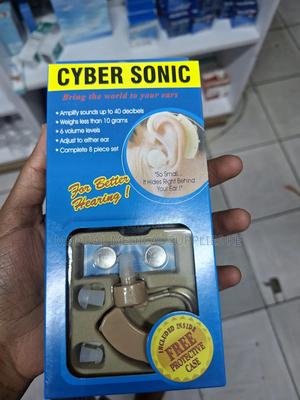 CYBER SONIC
Bring the world to your ears
• Amplify sounds up to 40 decibels
• Weighs less than 10 grams
• 6 volume levels
• Adjust to either ear
• Complete 8 piece set
"So Small...
It Hides Right Behind
Your Ear !"
For Better
Hearing !
INCLUDED INSIDE
FREE
PROTECTIVE
CASE